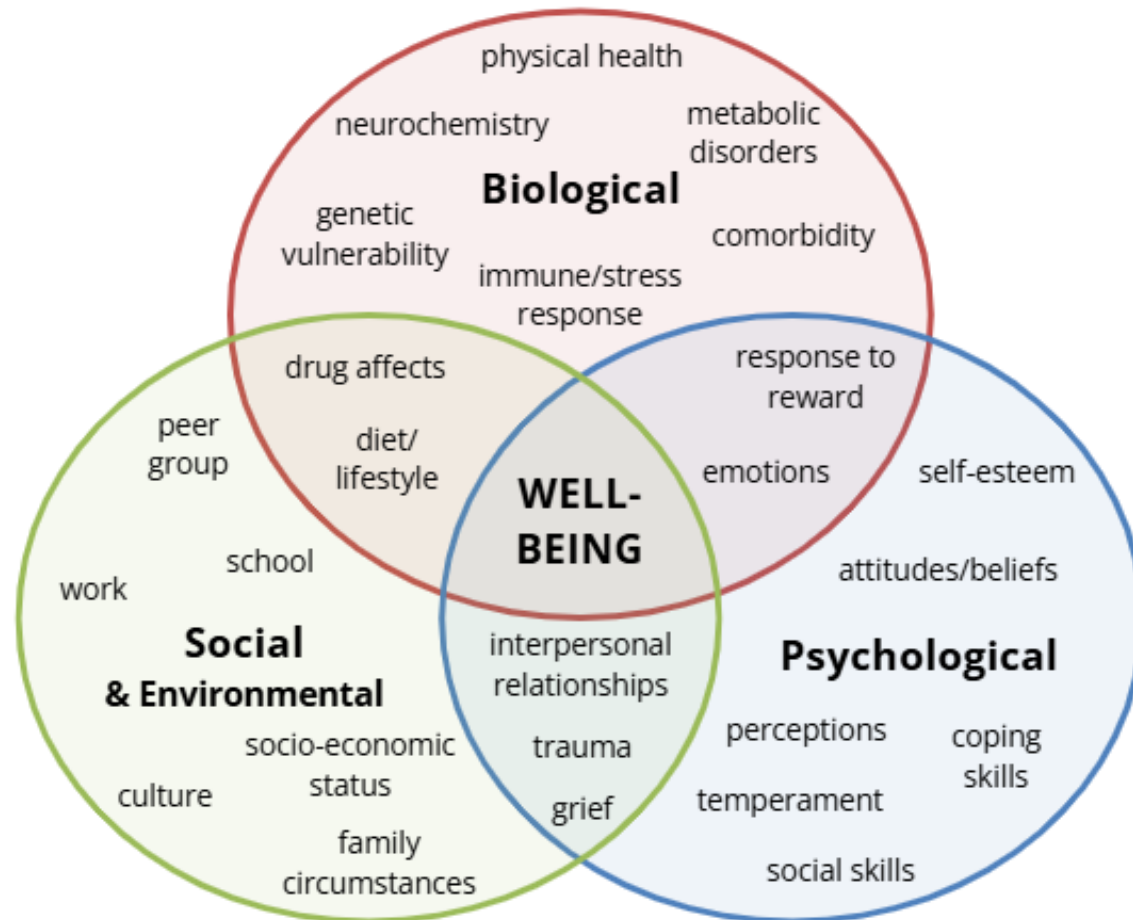 physical health
neurochemistry
metabolic
disorders
Biological
genetic
vulnerability
comorbidity
immune/stress
response
drug affects
response to
reward
peer
group
diet/
lifestyle
emotions
self-esteem
WELL-
BEING
school
work
attitudes/beliefs
Social
& Environmental
interpersonal
relationships
Psychological
socio-economic
status
trauma
perceptions
coping
skills
culture
grief
temperament
family
circumstances
social skills